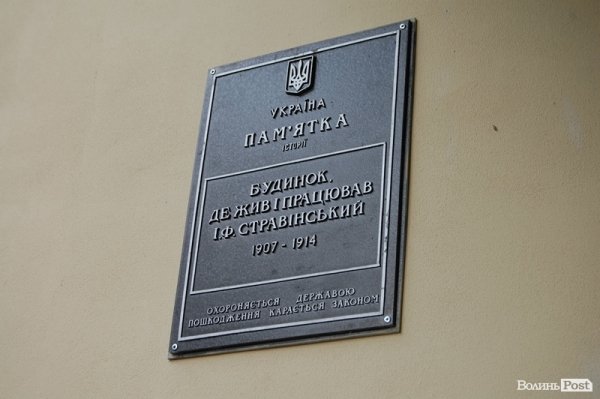 УКРАЇНА
ПАМ'ЯТКА
ІСТОРІЇ
БУДИНОК,
ДЕ ЖИВ І ПРАЦЮВАВ
І.Ф. СТРАВІНСЬКИЙ
1907 - 1914
ОХОРОНЯЄТЬСЯ ДЕРЖАВОЮ
ПОШКОДЖЕННЯ КАРАЄТЬСЯ ЗАКОНОМ
Волинь Post